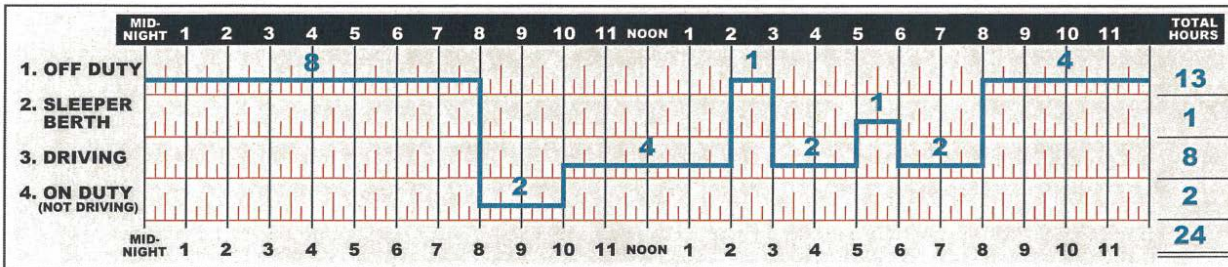 MID-NIGHT 1 2 3 4 5 6 7 8 9 10 11 NOON 1 2 3 4 5 6 7 8 9 10 11 TOTAL HOURS
1. OFF DUTY 8 1 4 13
2. SLEEPER BERTH 1 1
3. DRIVING 4 2 2 8
4. ON DUTY (NOT DRIVING) 2 2
MID-NIGHT 1 2 3 4 5 6 7 8 9 10 11 NOON 1 2 3 4 5 6 7 8 9 10 11 24